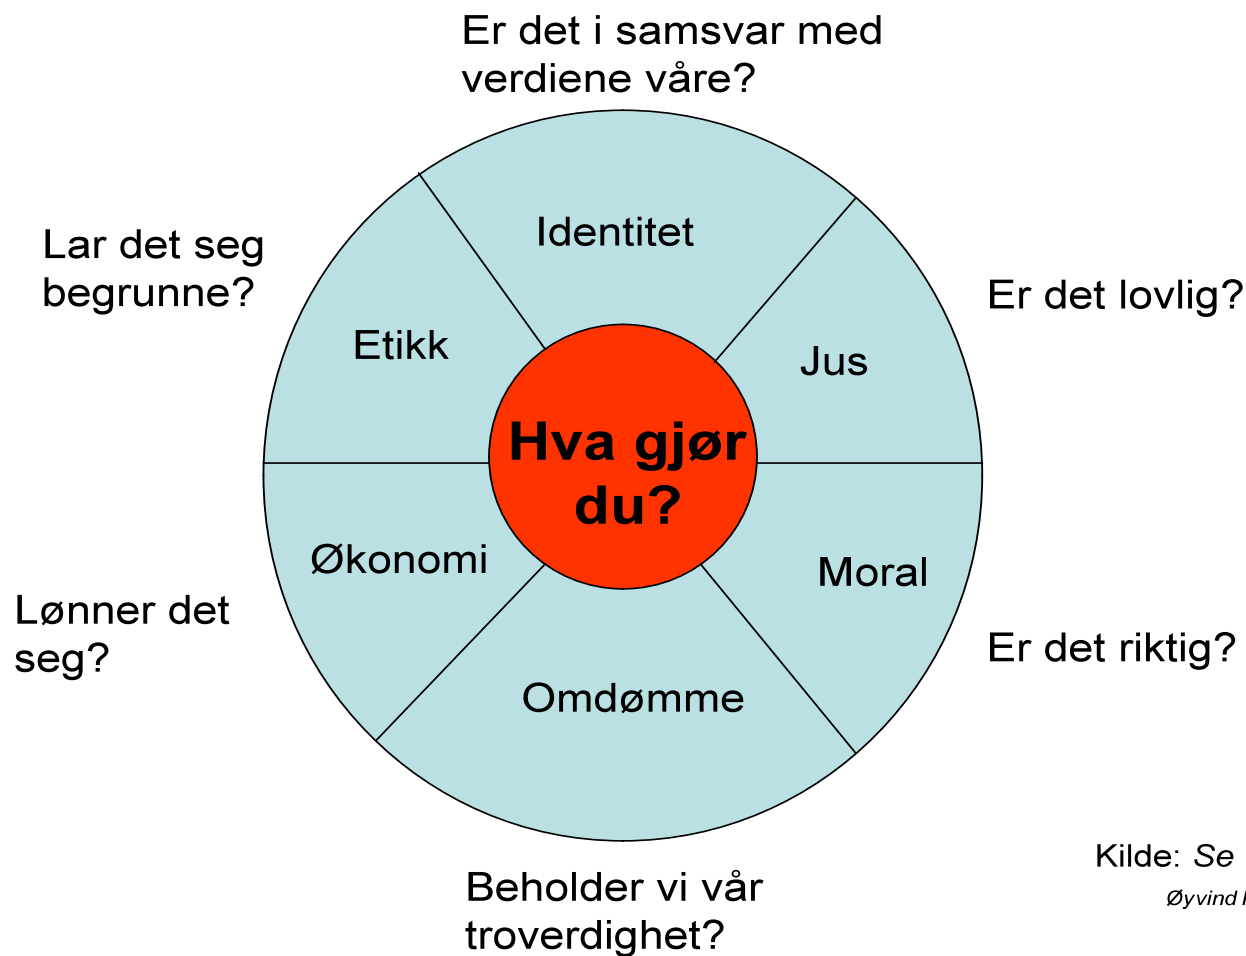 Er det i samsvar med
verdiene våre?
Identitet
Lar det seg
begrunne?
Etikk
Er det lovlig?
Jus
Hva gjør
du?
Økonomi
Lønner det
seg?
Moral
Er det riktig?
Omdømme
Beholder vi vår
troverdighet?
Kilde: Se
Øyvind